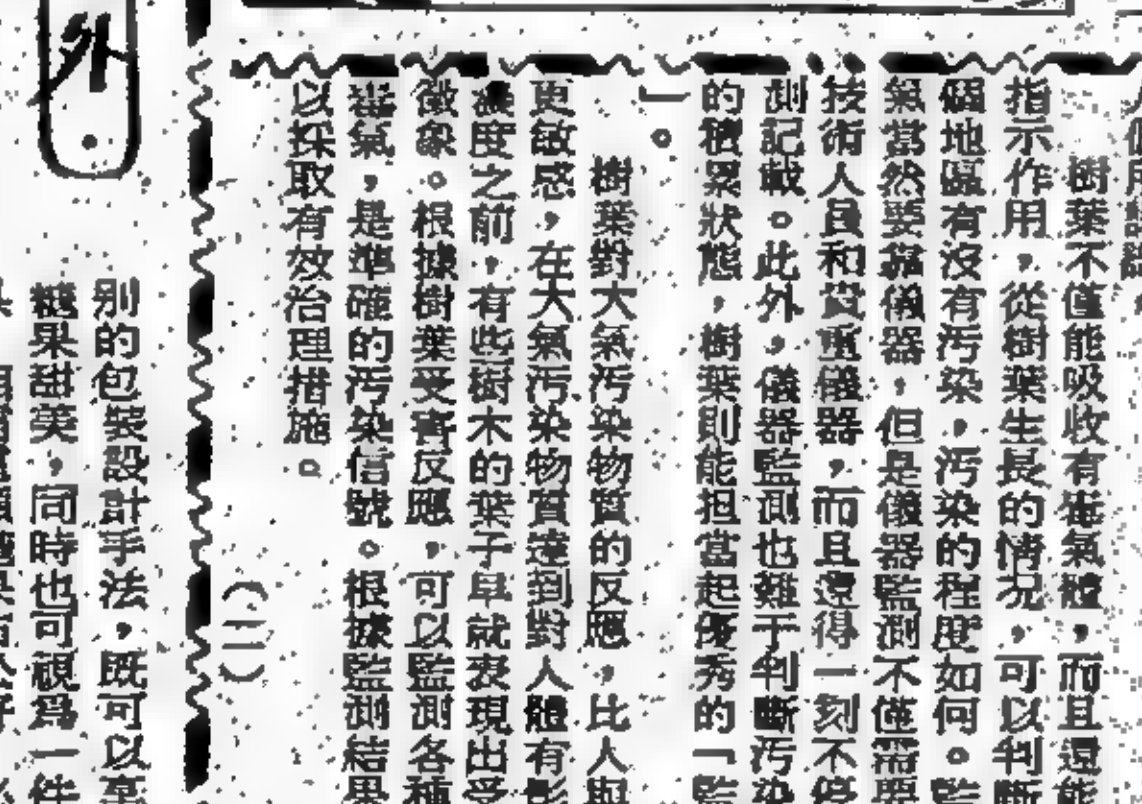 樹葉不僅能吸收有毒氣體，而且還能
指示作用，從樹葉生長的情況，可以判斷
個地區有沒有污染，污染的程度如何。監
氣當然要靠儀器，但是儀器監測不僅需要
技術人員和貴重儀器，而且還得一刻不停
測記載。此外，儀器監測也難于判斷污染
的積累狀態，樹葉則能担當起優秀的「監
」。
樹葉對大氣污染物質的反應，比人與
更敏感，在大氣污染物質達到對人體有影
濃度之前，有些樹木的葉子早就表現出受
徵象。根據樹葉受害反應，可以監測各種
毒氣，是準確的污染信號。根據監測結果
以採取有效治理措施。
（二）
外
別的包裝設計手法，既可以
糖果甜美，同時也可視爲一件